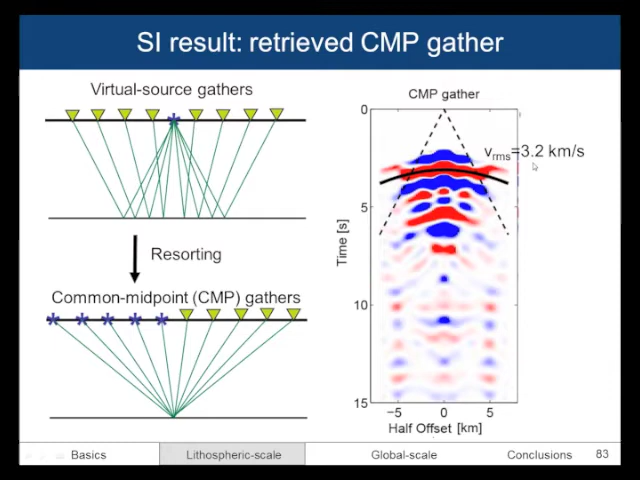 SI result: retrieved CMP gather
Virtual-source gathers
Resorting
Common-midpoint (CMP) gathers
CMP gather
vrms=3.2 km/s
0
5
10
15
Time [s]
−5
0
5
Half Offset [km]
Basics
Lithospheric-scale
Global-scale
Conclusions
83